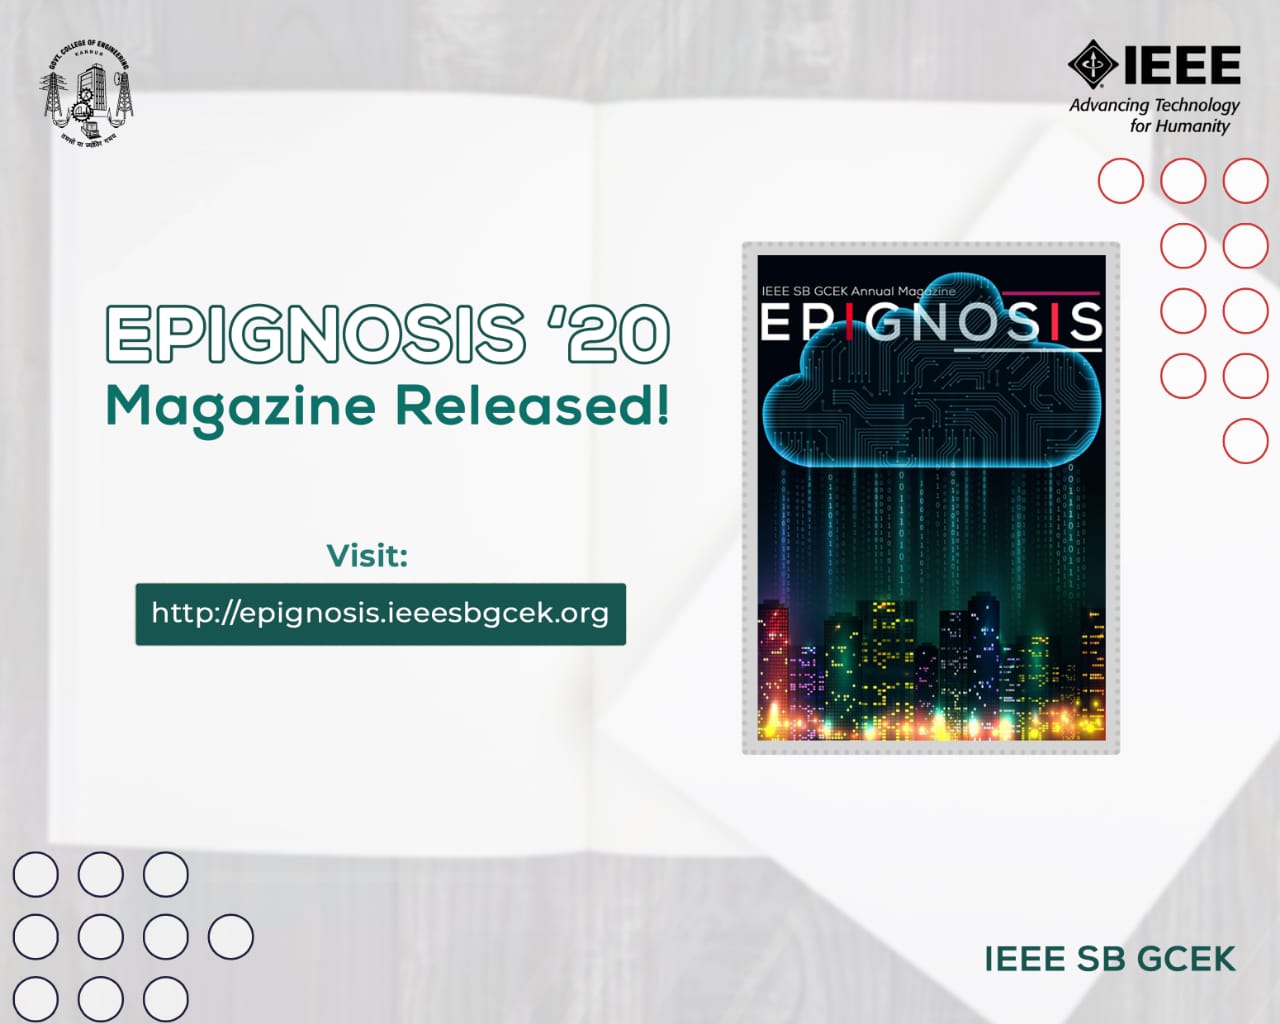 GOVT. COLLEGE OF ENGINEERING
KANNUR
IEEE
Advancing Technology
for Humanity
EPIGNOSIS ‘20
Magazine Released!
Visit:
http://epignosis.ieeesbgcek.org
IEEE SB GCEK Annual Magazine
EPIGNOSIS
IEEE SB GCEK